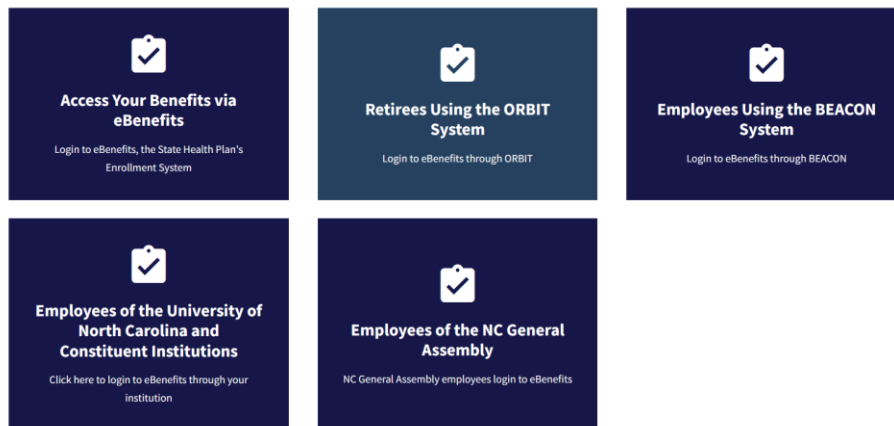 Access Your Benefits via
eBenefits
Login to eBenefits, the State Health Plan's
Enrollment System
Retirees Using the ORBIT
System
Login to eBenefits through ORBIT
Employees Using the BEACON
System
Login to eBenefits through BEACON
Employees of the University of
North Carolina and
Constituent Institutions
Click here to login to eBenefits through your
institution
Employees of the NC General
Assembly
NC General Assembly employees login to eBenefits